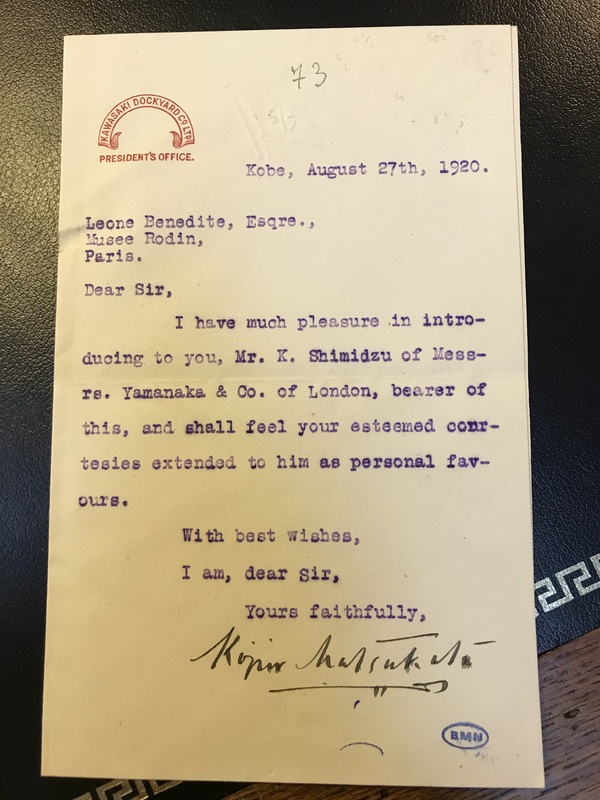 73
KAWASAKI DOCKYARD CO LTD
PRESIDENT'S OFFICE.
Kobe, August 27th, 1920.
Leone Benedite, Esqre.,
Musee Rodin,
Paris.
Dear Sir,
I have much pleasure in intro-
ducing to you, Mr. K. Shimidzu of Mess-
rs. Yamanaka & Co. of London, bearer of
this, and shall feel your esteemed conr-
tesies extended to him as personal fav-
ours.
With best wishes,
I am, dear Sir,
Yours faithfully,
Kojiro Matsukata
BMN